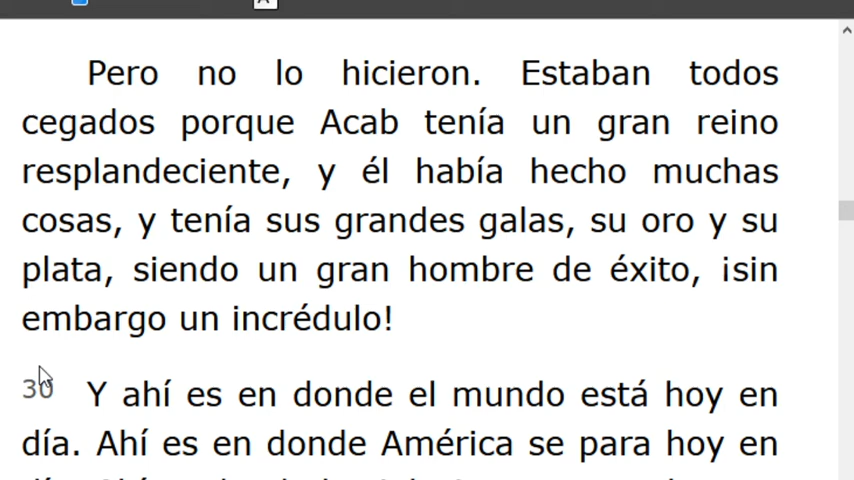 Pero no lo hicieron. Estaban todos
cegados porque Acab tenía un gran reino
resplandeciente, y él había hecho muchas
cosas, y tenía sus grandes galas, su oro y su
plata, siendo un gran hombre de éxito, ¡sin
embargo un incrédulo!
30 Y ahí es en donde el mundo está hoy en
día. Ahí es en donde América se para hoy en